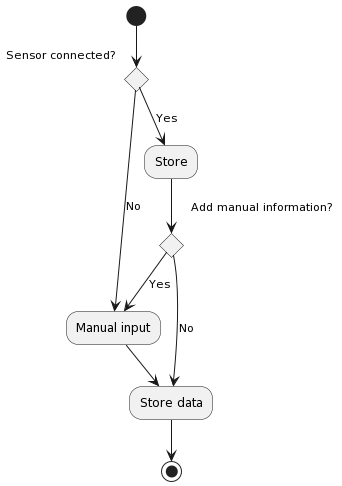 Sensor connected?
Yes
Store
No
Add manual information?
Yes
Manual input
No
Store data